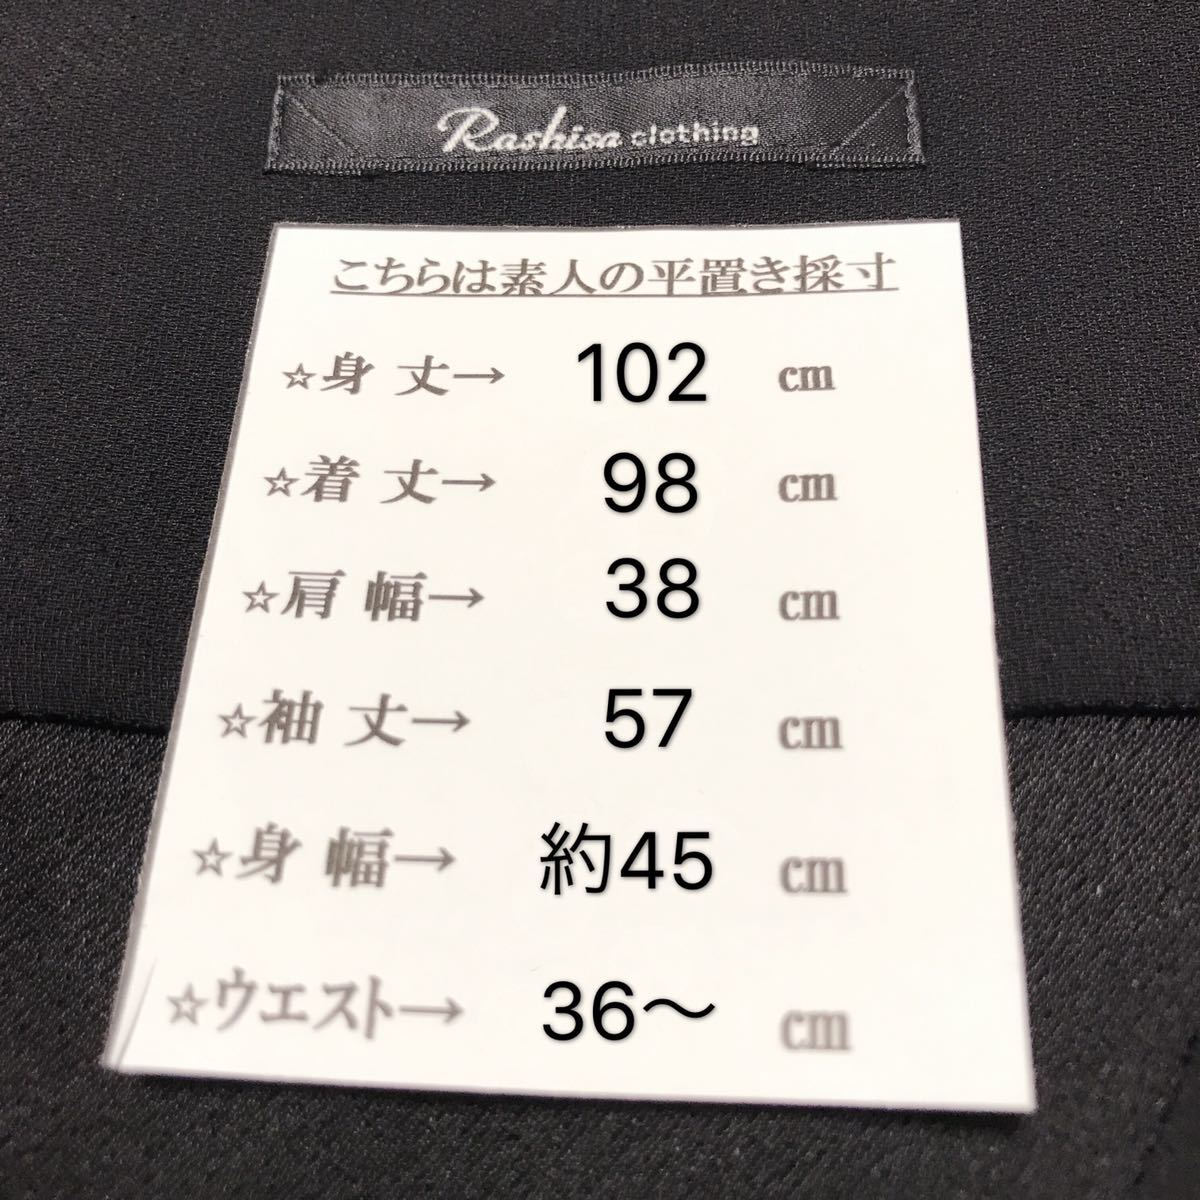 Rashisa clothing
こちらは素人の平置き採寸
☆身 丈→ 102 cm
☆着 丈→ 98 cm
☆肩 幅→ 38 cm
☆袖 丈→ 57 cm
☆身 幅→ 約45 cm
☆ウエスト→ 36〜 cm